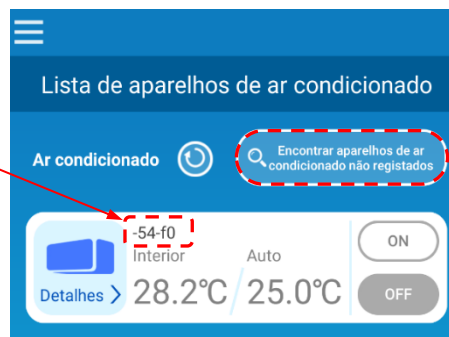 Lista de aparelhos de ar condicionado
Ar condicionado
Encontrar aparelhos de ar
condicionado não registados
-54-f0
Interior
Auto
ON
Detalhes
28.2°C
25.0°C
OFF